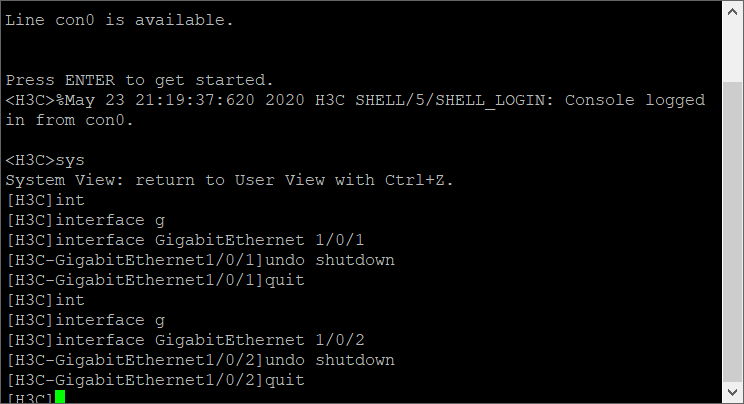 Line con0 is available.
Press ENTER to get started.
<H3C>%May 23 21:19:37:620 2020 H3C SHELL/5/SHELL_LOGIN: Console logged
in from con0.
<H3C>sys
System View: return to User View with Ctrl+Z.
[H3C]int
[H3C]interface g
[H3C]interface GigabitEthernet 1/0/1
[H3C-GigabitEthernet1/0/1]undo shutdown
[H3C-GigabitEthernet1/0/1]quit
[H3C]int
[H3C]interface g
[H3C]interface GigabitEthernet 1/0/2
[H3C-GigabitEthernet1/0/2]undo shutdown
[H3C-GigabitEthernet1/0/2]quit
[H3C]